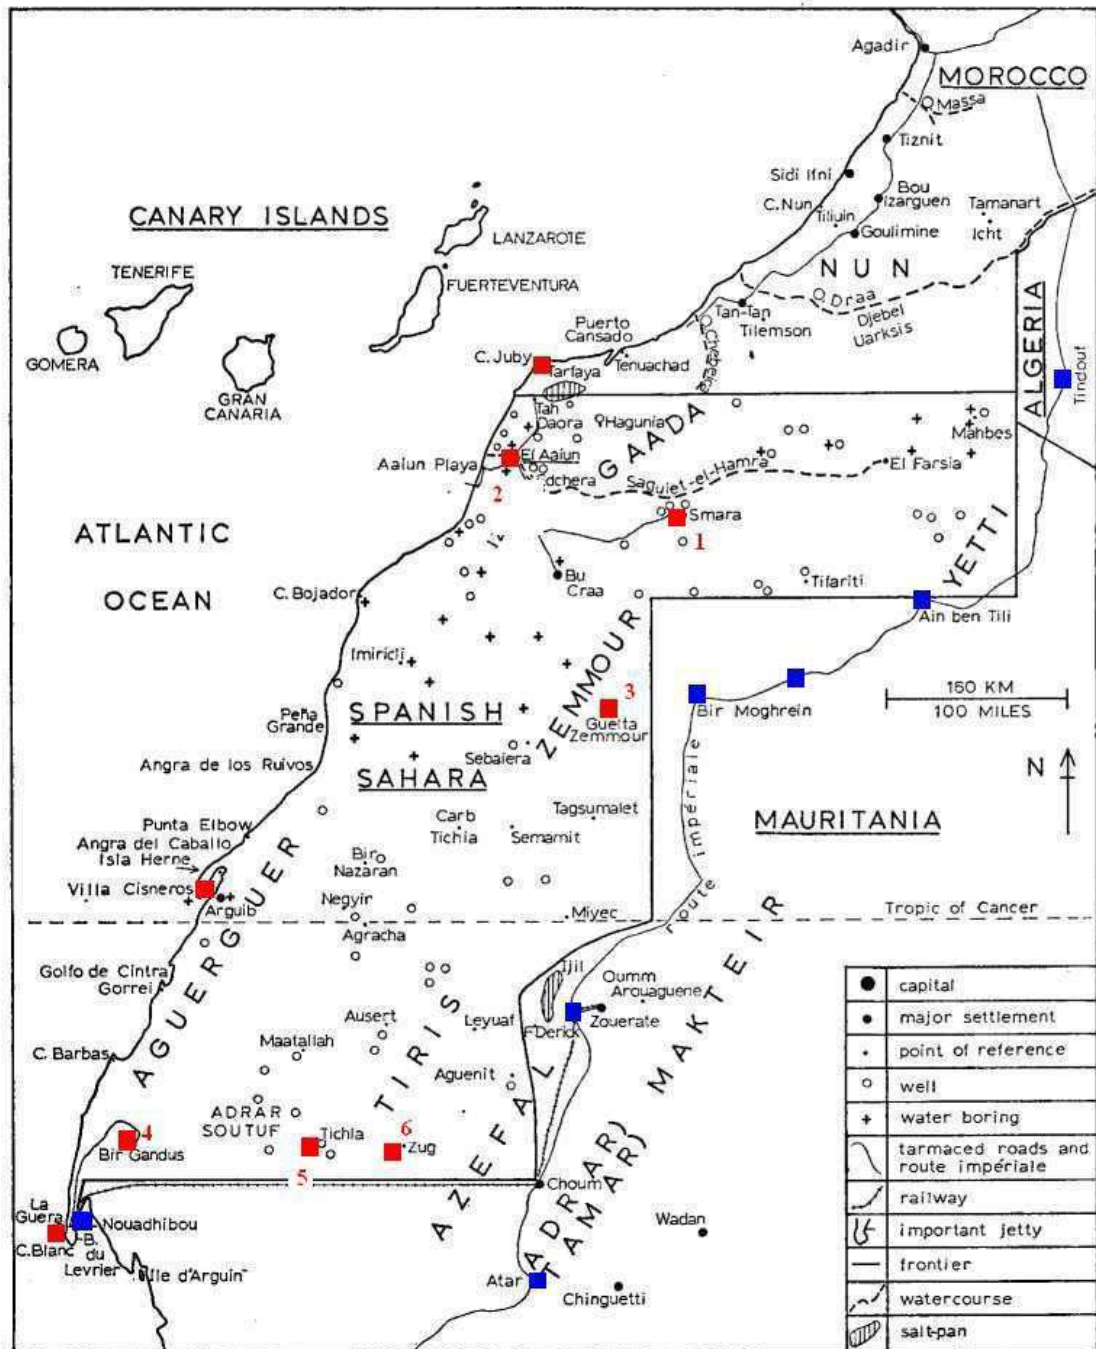 Agadir
MOROCCO
Massa
Tiznit
Sidi Ifni
Bou
Izarguen
C. Nun
Tiliuin
Tamanart
Icht
Goulimine
CANARY ISLANDS
LANZAROTE
TENERIFE
FUERTEVENTURA
NUN
Draa
Djebel
Uarksis
Tan-Tan
Tilemson
Chebeica
Puerto
Cansado
GOMERA
C. Juby
Tarfaya
Tenuachad
ALGERIA
Tindouf
GRAN
CANARIA
Tah
Daora
Hagunia
GAADA
Mahbes
Aaiun Playa
El Aaiun
dchera
Saguiet-el-Hamra
El Farsia
2
Smara
1
ATLANTIC
OCEAN
YETTI
Bu
Craa
Tifariti
C. Bojador
Ain ben Tili
ZEMMOUR
Imiricli
3
Bir Moghrein
160 KM
100 MILES
Peña
Grande
SPANISH
SAHARA
Guelta
Zemmour
Sebaiera
Angra de los Ruivos
N
route impériale
MAURITANIA
Punta Elbow
Carb
Tichla
Semamit
Tagsumalet
Angra del Caballo
Isla Herne
Bir
Nazaran
Villa Cisneros
Arguib
AGUERGUER
Negyir
Agracha
Miyec
route
Tropic of Cancer
Golfo de Cintra
Gorrei
Ijil
Oumm
Arouaguene
F'Derick
Zouerate
MAKTEIR
Ausert
Leyuaf
Maatallah
C. Barbas
TIRIS
Aguenit
ADRAR
SOUTUF
4
Bir Gandus
Tichla
5
6
Zug
AZEFAL
Choum
ADRAR
TAMAR)
La
Guera
Nouadhibou
C. Blanc
B.
du
Levrier
Ile d'Arguin
Wadan
Atar
Chinguetti
capital
major settlement
point of reference
well
water boring
tarmaced roads and
route impériale
railway
important jetty
frontier
watercourse
salt-pan